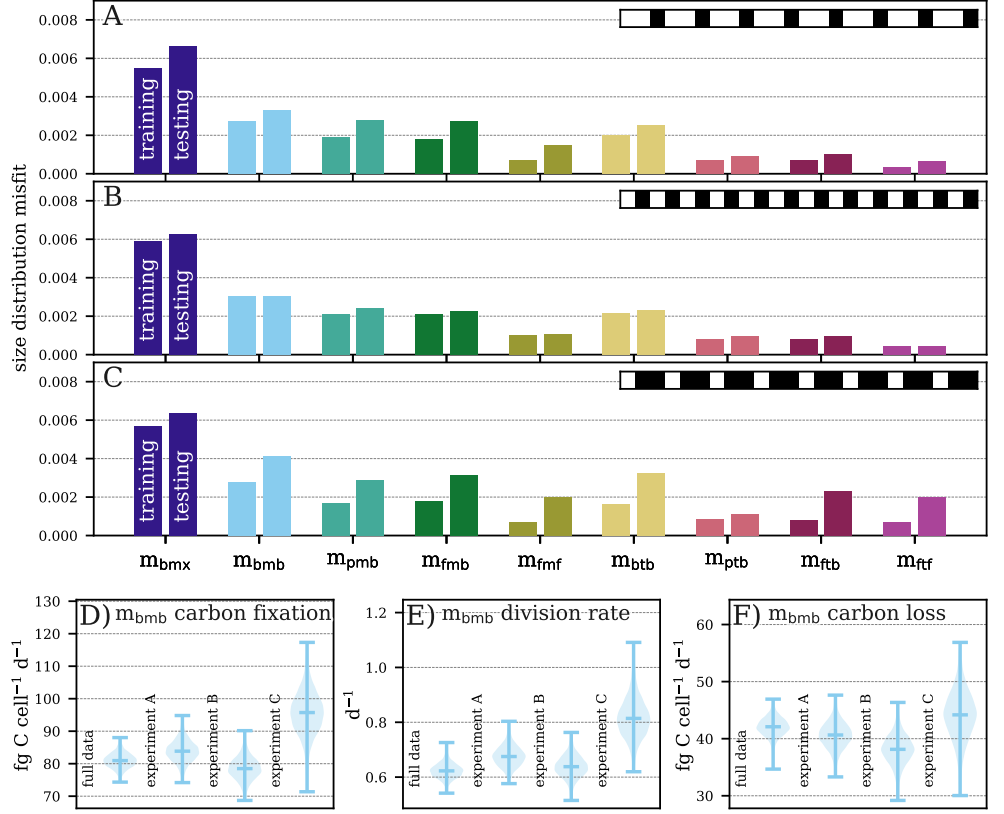 size distribution misfit
A
0.008
0.006
0.004
0.002
0.000
training
testing
B
0.008
0.006
0.004
0.002
0.000
training
testing
C
0.008
0.006
0.004
0.002
0.000
training
testing
m_bmx m_bmb m_pmb m_fmb m_fmf m_btb m_ptb m_ftb m_ftf
D) m_bmb carbon fixation
fg C cell⁻¹ d⁻¹
130
120
110
100
90
80
70
full data
experiment A
experiment B
experiment C
E) m_bmb division rate
d⁻¹
1.2
1.0
0.8
0.6
full data
experiment A
experiment B
experiment C
F) m_bmb carbon loss
fg C cell⁻¹ d⁻¹
60
50
40
30
full data
experiment A
experiment B
experiment C